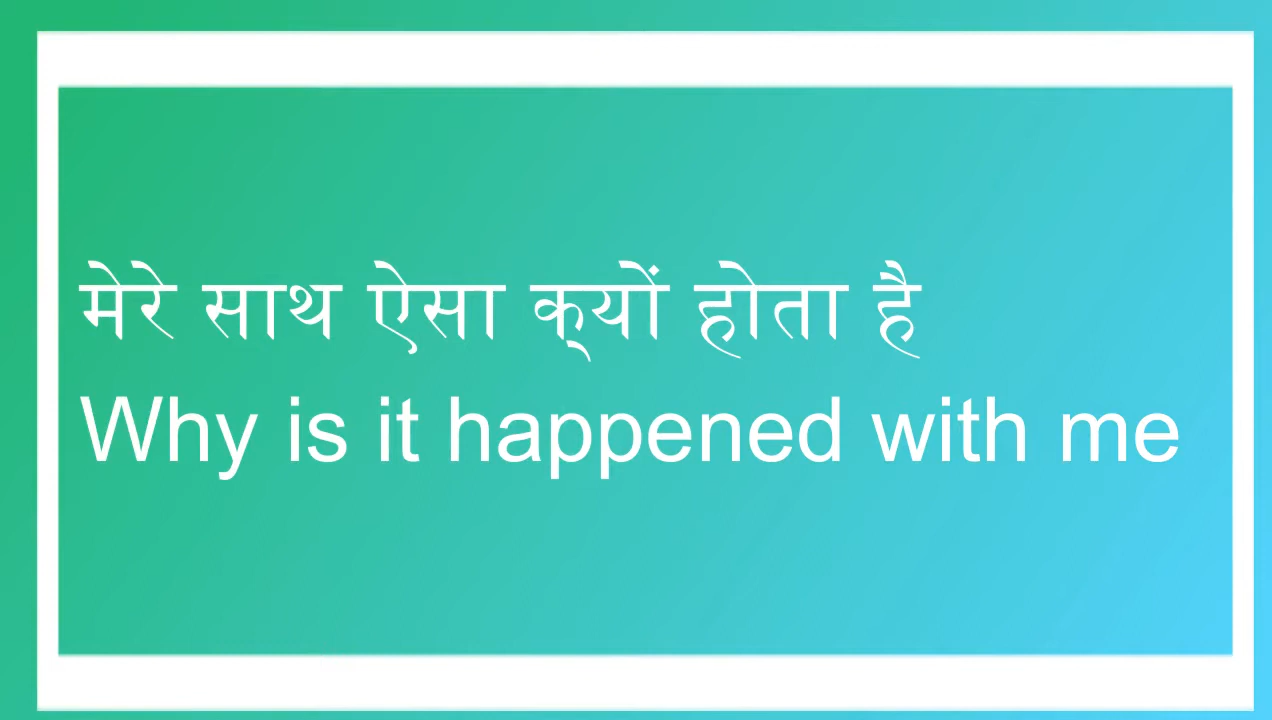 मेरे साथ ऐसा क्यों होता है
Why is it happened with me